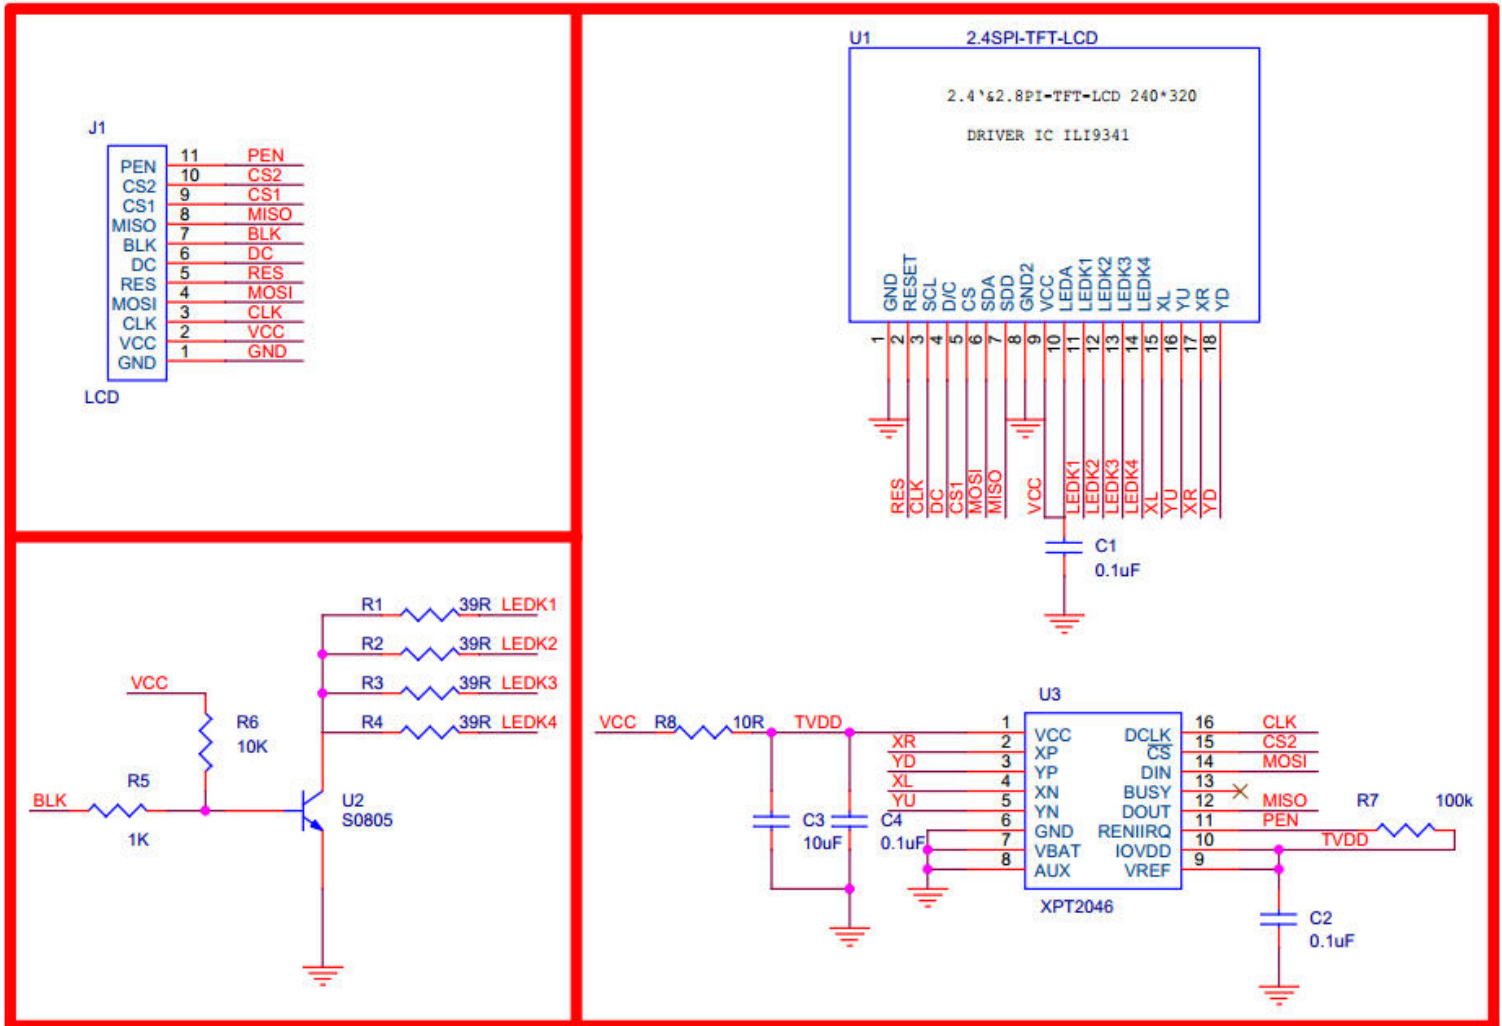 J1
PEN 11 PEN
CS2 10 CS2
CS1 9 CS1
MISO 8 MISO
BLK 7 BLK
DC 6 DC
RES 5 RES
MOSI 4 MOSI
CLK 3 CLK
VCC 2 VCC
GND 1 GND
LCD
U1 2.4SPI-TFT-LCD
2.4'&2.8PI-TFT-LCD 240*320
DRIVER IC ILI9341
GND RESET SCL D/C CS SDA SDD GND2 VCC LEDA LEDK1 LEDK2 LEDK3 LEDK4 XL YU XR YD
1 2 3 4 5 6 7 8 9 10 11 12 13 14 15 16 17 18
RES CLK DC CS1 MOSI MISO VCC LEDK1 LEDK2 LEDK3 LEDK4 XL YU XR YD
C1
0.1uF
R1 39R LEDK1
R2 39R LEDK2
R3 39R LEDK3
R4 39R LEDK4
VCC
R6
10K
R5
BLK
1K
U2
S0805
U3
VCC R8 10R TVDD 1 VCC DCLK 16 CLK
XR 2 XP CS 15 CS2
YD 3 YP DIN 14 MOSI
XL 4 XN BUSY 13
YU 5 YN DOUT 12 MISO
6 GND RENIIRQ 11 PEN R7 100k
7 VBAT IOVDD 10 TVDD
8 AUX VREF 9
C3
10uF
C4
0.1uF
XPT2046
C2
0.1uF